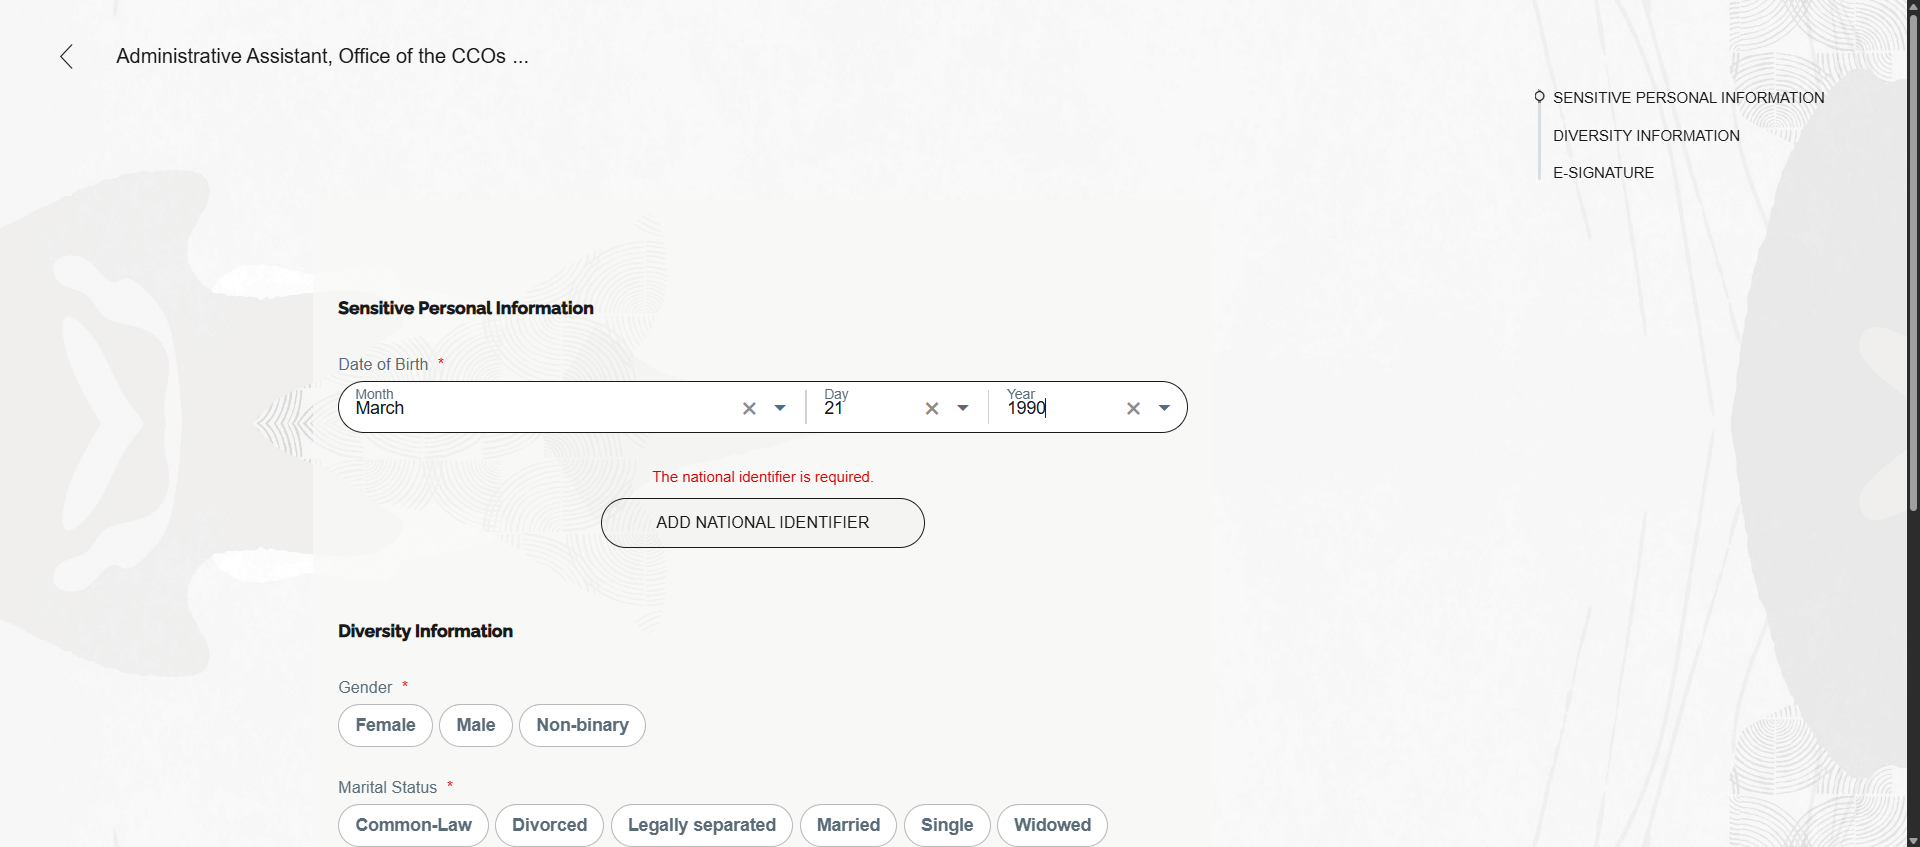 Administrative Assistant, Office of the CCOs ...
SENSITIVE PERSONAL INFORMATION
DIVERSITY INFORMATION
E-SIGNATURE
Sensitive Personal Information
Date of Birth *
Month Day Year
March 21 1990
The national identifier is required.
ADD NATIONAL IDENTIFIER
Diversity Information
Gender *
Female Male Non-binary
Marital Status *
Common-Law Divorced Legally separated Married Single Widowed